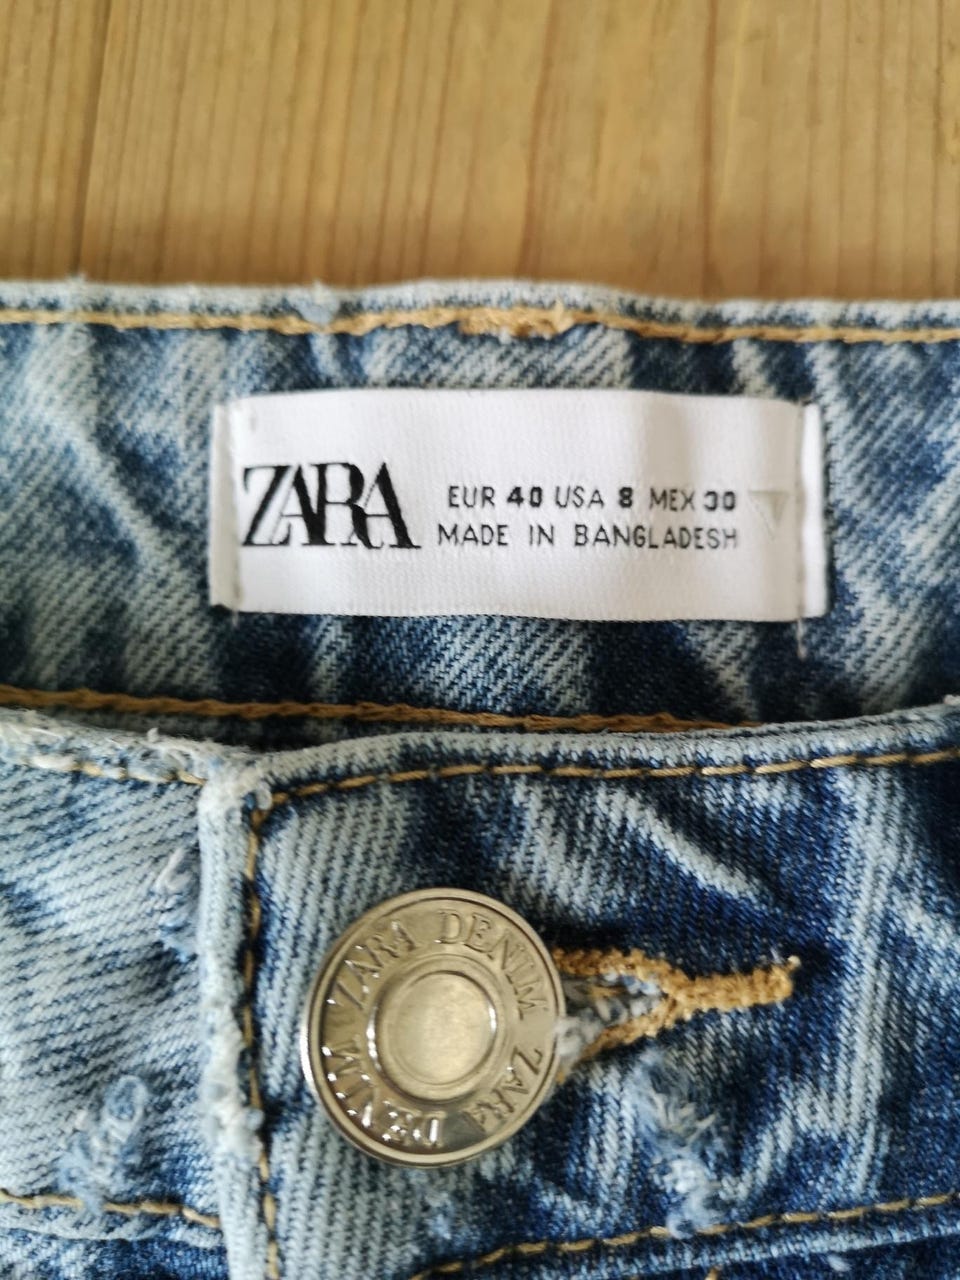 ZARA
EUR 40 USA 8 MEX 30
MADE IN BANGLADESH
ZARA DENIM ZARA DENIM